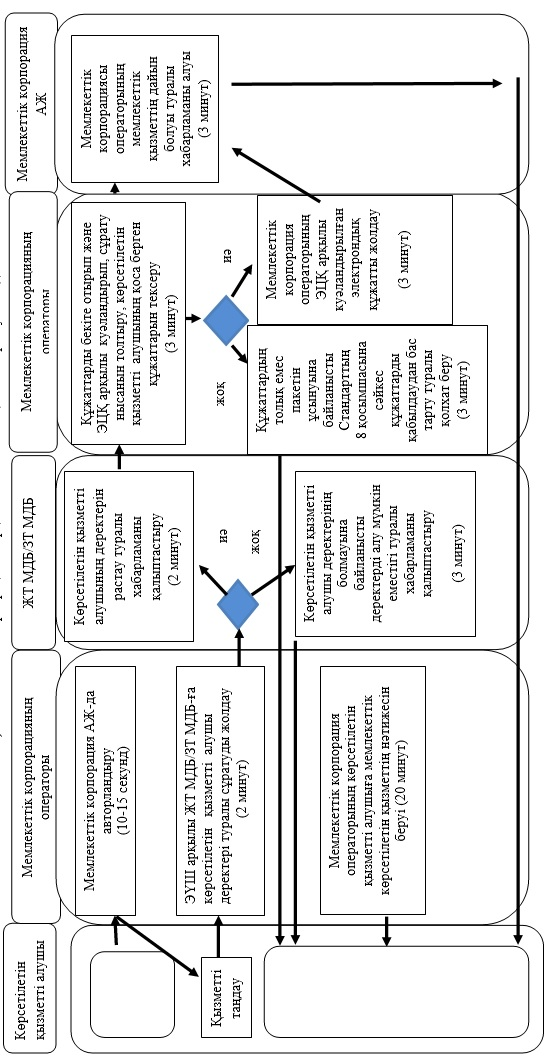 Көрсетілетін
қызметті алушы
Мемлекеттік корпорацияның
операторы
ЖТ МДБ/ЗТ МДБ
Мемлекеттік корпорацияның
операторы
Мемлекеттік корпорация
АЖ
Қызметті
таңдау
Мемлекеттік корпорация АЖ-да
авторландыру
(10-15 секунд)
ЭҮШ арқылы ЖТ МДБ/ЗТ МДБ-ға
көрсетілетін қызметті алушы
деректері туралы сұратуды жолдау
(2 минут)
Мемлекеттік корпорация
операторының көрсетілетін
қызметті алушыға мемлекеттік
көрсетілетін қызметтің нәтижесін
беруі (20 минут)
Көрсетілетін қызметті
алушының деректерін
растау туралы
хабарламаны
қалыптастыру
(2 минут)
иә
жоқ
Көрсетілетін қызметті
алушы деректерінің
болмауына
байланысты
деректерді алу мүмкін
еместігі туралы
хабарламаны
қалыптастыру
(3 минут)
Құжаттарды бекіте отырып және
ЭЦҚ арқылы куәландырып, сұрату
нысанын толтыру, көрсетілетін
қызметті алушының қоса берген
құжаттарын тексеру
(3 минут)
жоқ
иә
Құжаттардың
толық емес
пакетін
ұсынуына
байланысты
Стандарттың
8 қосымшасына
сәйкес
құжаттарды
қабылдаудан бас
тарту туралы
қолхат беру
(3 минут)
Мемлекеттік
корпорация
операторының
ЭЦҚ арқылы
куәландырылған
электрондық
құжатты жолдау
(3 минут)
Мемлекеттік
корпорациясы
операторының
мемлекеттік
қызметтің дайын
болуы туралы
хабарламаны алуы
(3 минут)